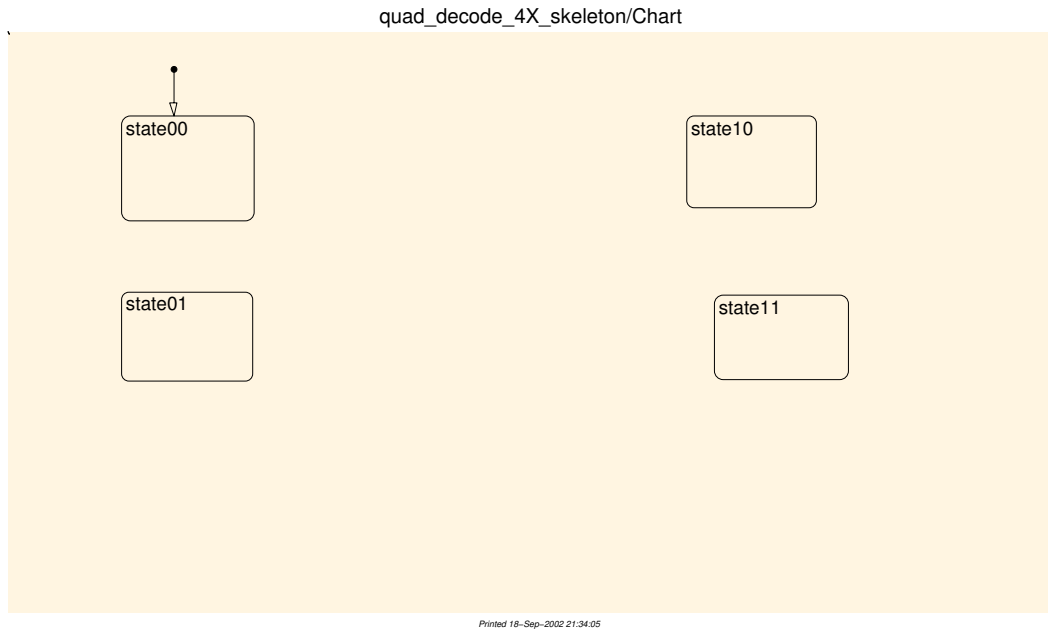 quad_decode_4X_skeleton/Chart
state00
state10
state01
state11
Printed 18−Sep−2002 21:34:05